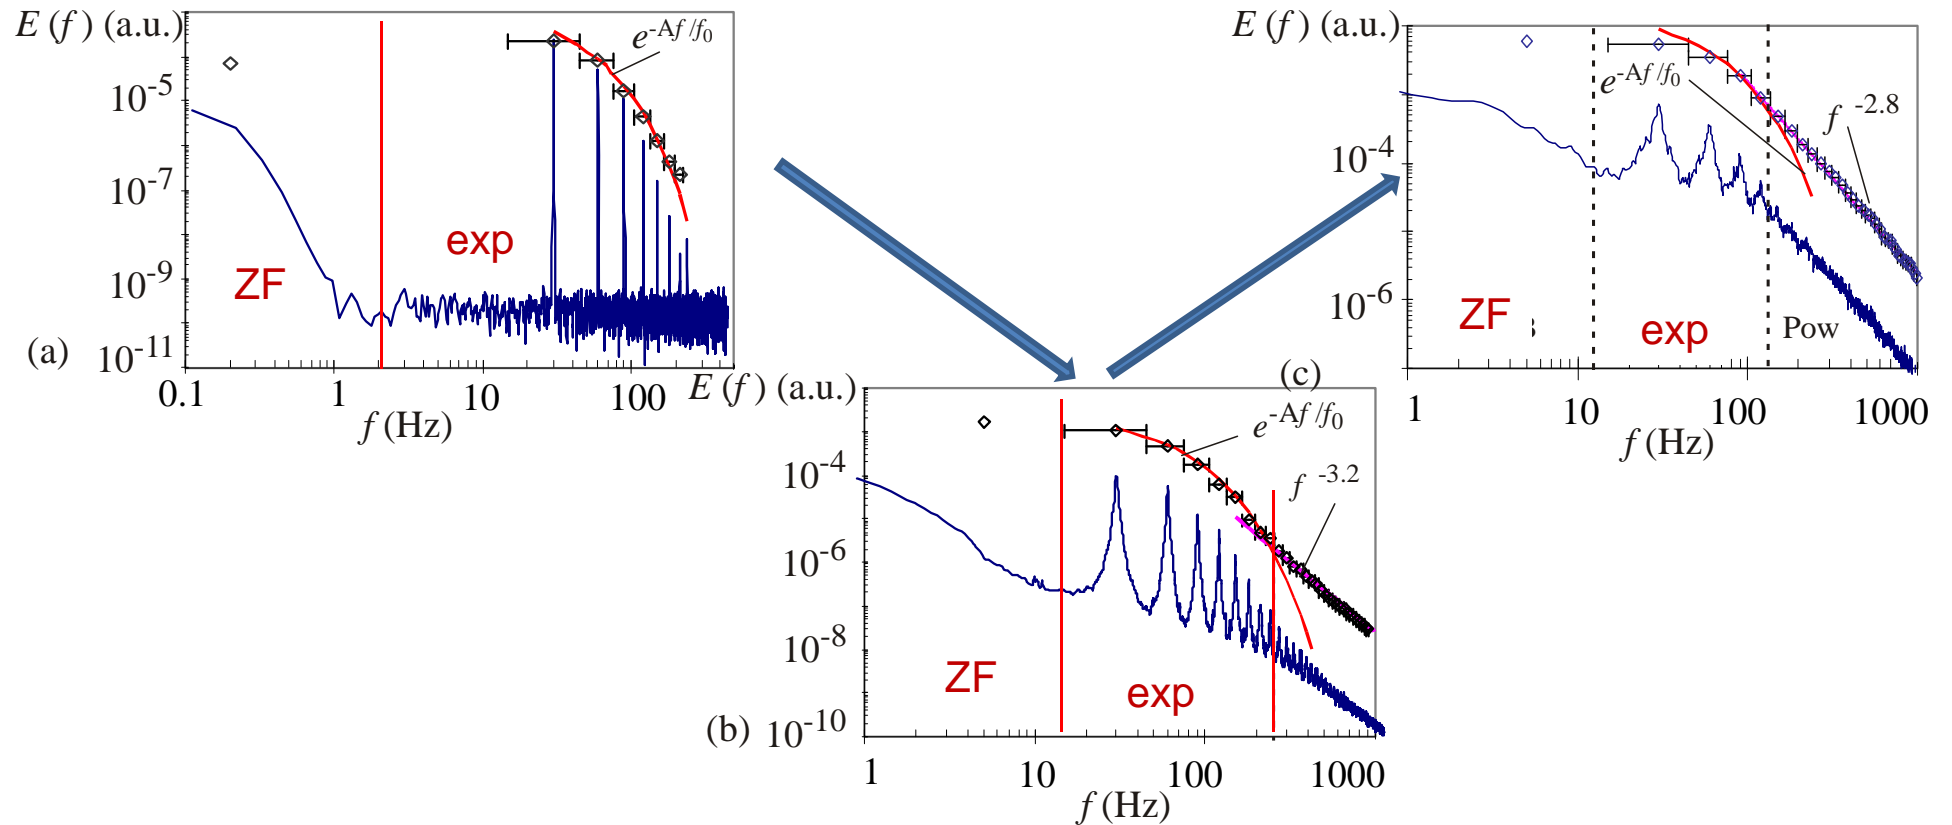 E (f) (a.u.)
e^-Af/f₀
10^-5
10^-7
10^-9
10^-11
ZF
exp
(a)
0.1
1
10
100
f (Hz)
E (f) (a.u.)
e^-Af/f₀
f^-3.2
10^-4
10^-6
10^-8
10^-10
ZF
exp
(b)
1
10
100
1000
f (Hz)
E (f) (a.u.)
e^-Af/f₀
f^-2.8
10^-4
10^-6
ZF
exp
Pow
(c)
1
10
100
1000
f (Hz)